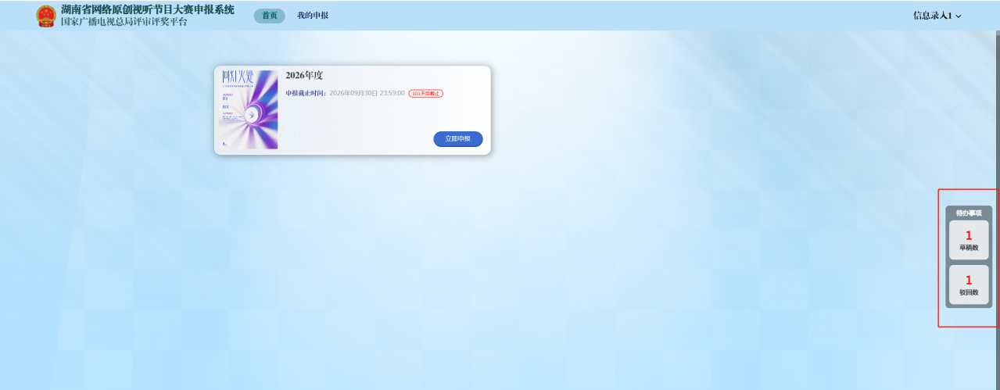 湖南省网络原创视听节目大赛申报系统
国家广播电视总局评审评奖平台
首页
我的申报
信息录入1
2026年度
申报截止时间：2026年09月30日 23:59:00
101天后截止
立即申报
待办事项
1
草稿数
1
驳回数